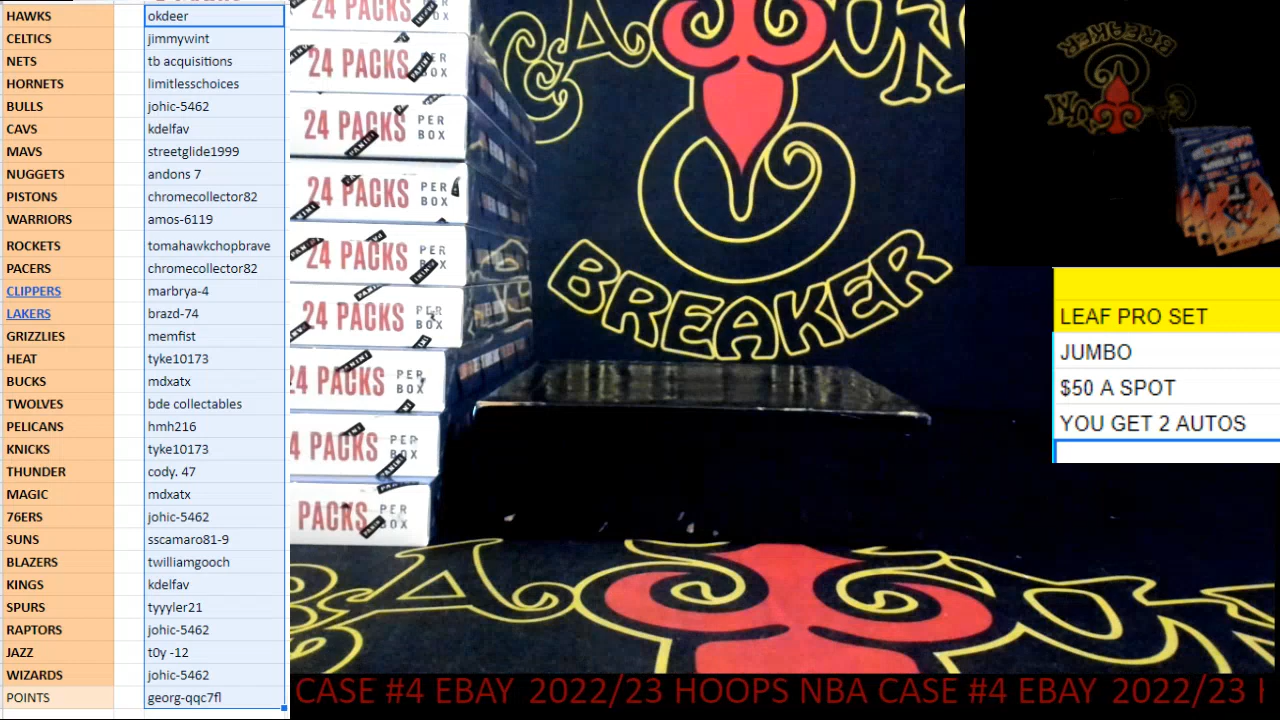 HAWKS okdeer
CELTICS jimmywint
NETS tb acquisitions
HORNETS limitlesschoices
BULLS johic-5462
CAVS kdelfav
MAVS streetglide1999
NUGGETS andons 7
PISTONS chromecollector82
WARRIORS amos-6119
ROCKETS tomahawkchopbrave
PACERS chromecollector82
CLIPPERS marbrya-4
LAKERS brazd-74
GRIZZLIES memfist
HEAT tyke10173
BUCKS mdxatx
TWOLVES bde collectables
PELICANS hmh216
KNICKS tyke10173
THUNDER cody. 47
MAGIC mdxatx
76ERS johic-5462
SUNS sscamaro81-9
BLAZERS twilliamgooch
KINGS kdelfav
SPURS tyyyler21
RAPTORS johic-5462
JAZZ t0y -12
WIZARDS johic-5462
POINTS georg-qqc7fl
24 PACKS PER BOX
24 PACKS PER BOX
24 PACKS PER BOX
24 PACKS PER BOX
24 PACKS PER BOX
24 PACKS PER BOX
24 PACKS PER BOX
4 PACKS PER BOX
PACKS PER BOX
BREAKER
BREAKER
LEAF PRO SET
JUMBO
$50 A SPOT
YOU GET 2 AUTOS
CASE #4 EBAY 2022/23 HOOPS NBA CASE #4 EBAY 2022/23